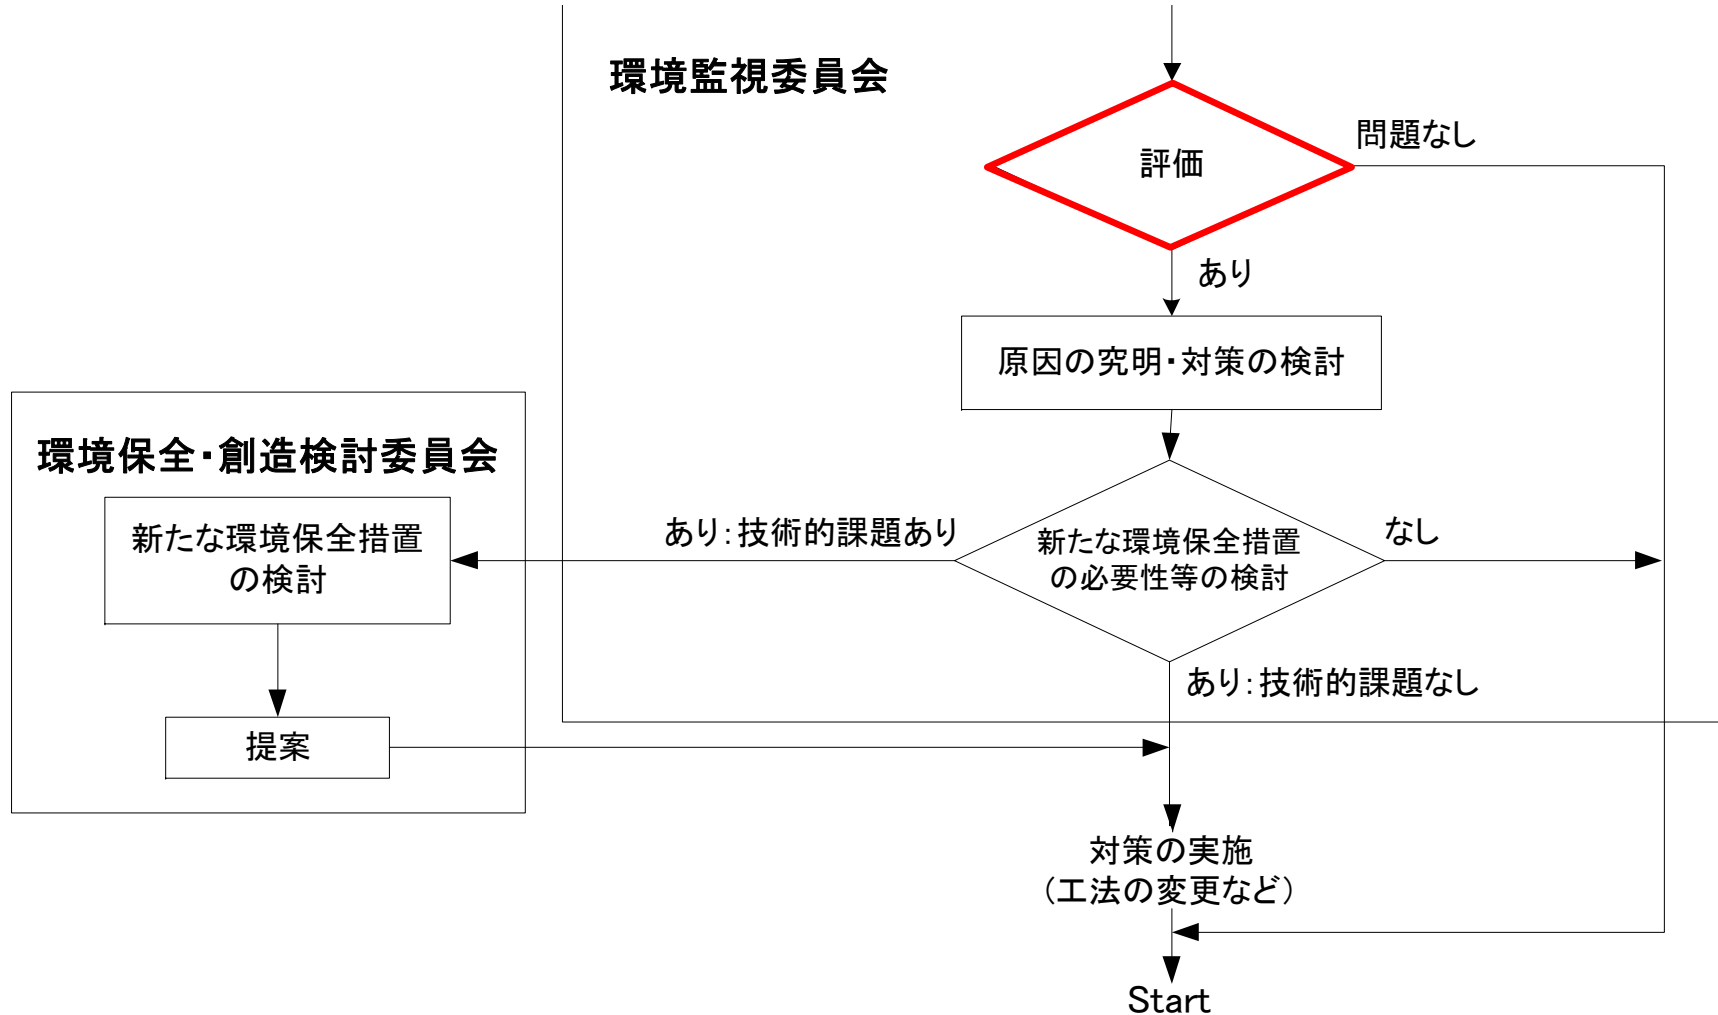 環境監視委員会
評価
問題なし
あり
原因の究明・対策の検討
環境保全・創造検討委員会
新たな環境保全措置
の検討
あり：技術的課題あり
新たな環境保全措置
の必要性等の検討
なし
あり：技術的課題なし
提案
対策の実施
（工法の変更など）
Start